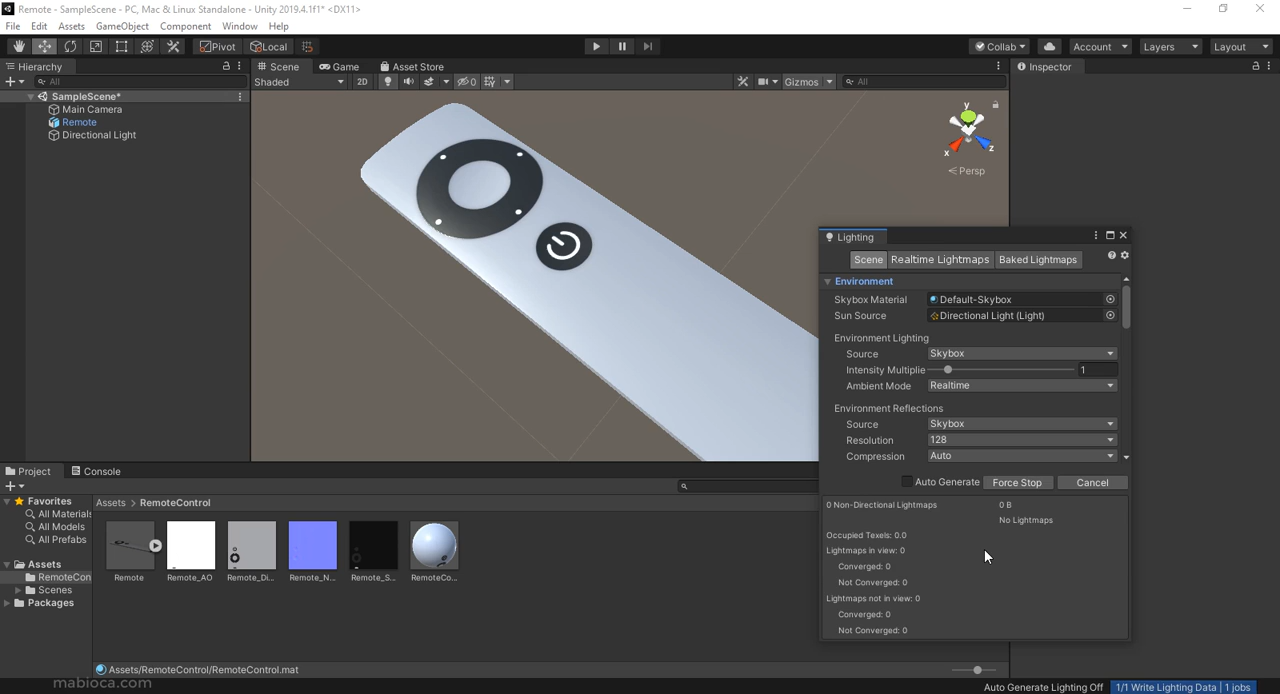 Remote - SampleScene - PC, Mac & Linux Standalone - Unity 2019.4.1f1* <DX11>
File Edit Assets GameObject Component Window Help
Pivot Local Collab Account Layers Layout
Hierarchy
All
SampleScene*
Main Camera
Remote
Directional Light
Scene Game Asset Store
Shaded 2D 0 Gizmos All
y
x z
Persp
Inspector
Lighting
Scene Realtime Lightmaps Baked Lightmaps
Environment
Skybox Material Default-Skybox
Sun Source Directional Light (Light)
Environment Lighting
Source Skybox
Intensity Multiplie 1
Ambient Mode Realtime
Environment Reflections
Source Skybox
Resolution 128
Compression Auto
Auto Generate Force Stop Cancel
0 Non-Directional Lightmaps 0 B
No Lightmaps
Occupied Texels: 0.0
Lightmaps in view: 0
Converged: 0
Not Converged: 0
Lightmaps not in view: 0
Converged: 0
Not Converged: 0
Project Console
Favorites
All Materials
All Models
All Prefabs
Assets
RemoteCon
Scenes
Packages
Assets > RemoteControl
Remote Remote_AO Remote_Di... Remote_N... Remote_S... RemoteCo...
Assets/RemoteControl/RemoteControl.mat
mabioca.com
Auto Generate Lighting Off 1/1 Write Lighting Data | 1 jobs